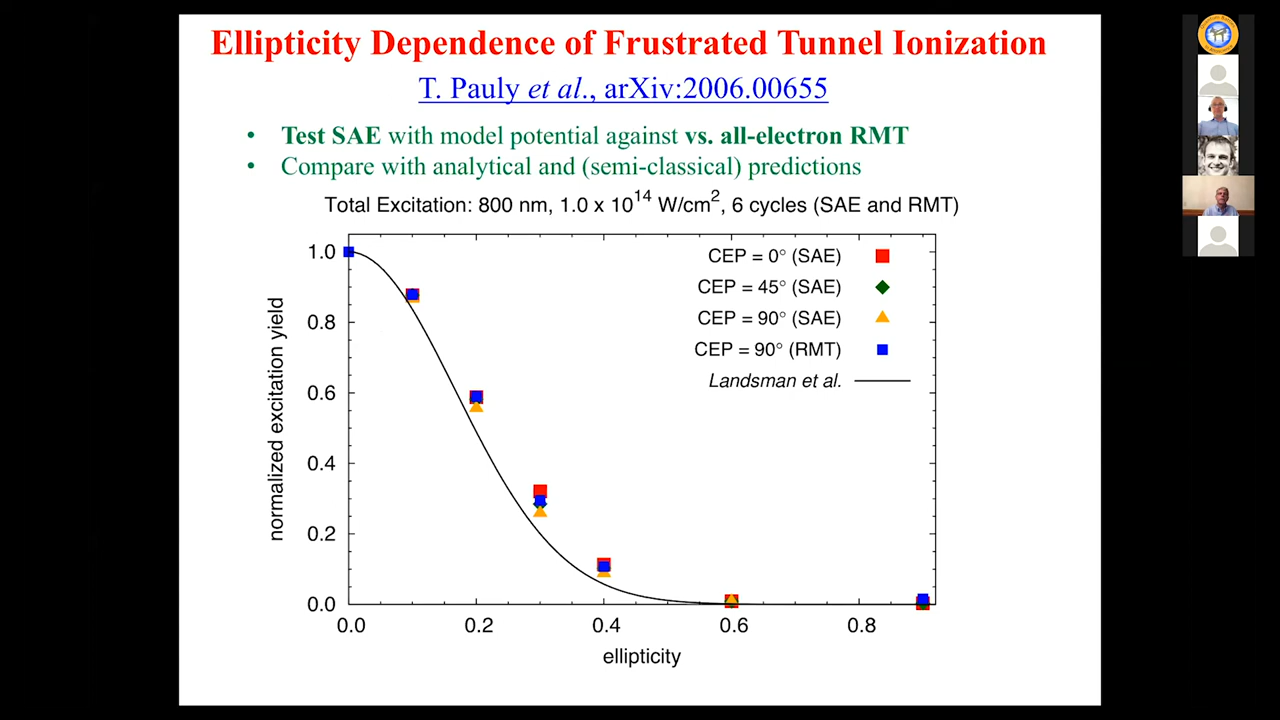 Ellipticity Dependence of Frustrated Tunnel Ionization
T. Pauly et al., arXiv:2006.00655
• Test SAE with model potential against vs. all-electron RMT
• Compare with analytical and (semi-classical) predictions
Total Excitation: 800 nm, 1.0 x 10^14 W/cm^2, 6 cycles (SAE and RMT)
CEP = 0° (SAE)
CEP = 45° (SAE)
CEP = 90° (SAE)
CEP = 90° (RMT)
Landsman et al.
normalized excitation yield
1.0
0.8
0.6
0.4
0.2
0.0
0.0 0.2 0.4 0.6 0.8
ellipticity